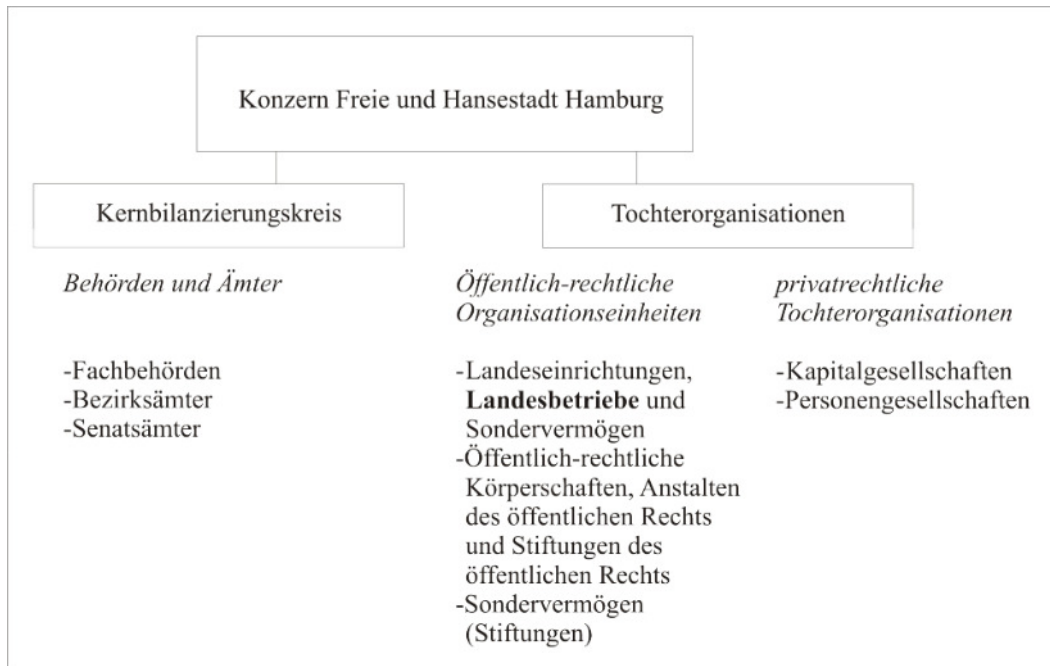 Konzern Freie und Hansestadt Hamburg
Kernbilanzierungskreis
Tochterorganisationen
Behörden und Ämter
-Fachbehörden
-Bezirksämter
-Senatsämter
Öffentlich-rechtliche
Organisationseinheiten
-Landeseinrichtungen,
Landesbetriebe und
Sondervermögen
-Öffentlich-rechtliche
Körperschaften, Anstalten
des öffentlichen Rechts
und Stiftungen des
öffentlichen Rechts
-Sondervermögen
(Stiftungen)
privatrechtliche
Tochterorganisationen
-Kapitalgesellschaften
-Personengesellschaften